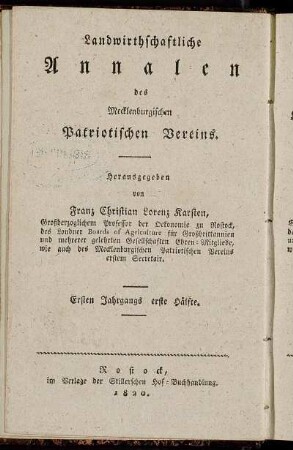 Landwirthschaftliche
Annalen
des
Mecklenburgischen
Patriotischen Vereins.
Herausgegeben
von
Franz Christian Lorenz Karsten,
Großherzoglichem Professor der Oekonomie zu Rostock,
des Londner Boards of Agriculture für Großbrittannien
und mehrerer gelehrten Gesellschaften Ehren-Mitgliede,
wie auch des Mecklenburgischen Patriotischen Vereins
erstem Secretair.
Ersten Jahrgangs erste Hälfte.
Rostock,
im Verlage der Stillerschen Hof-Buchhandlung.
1820.